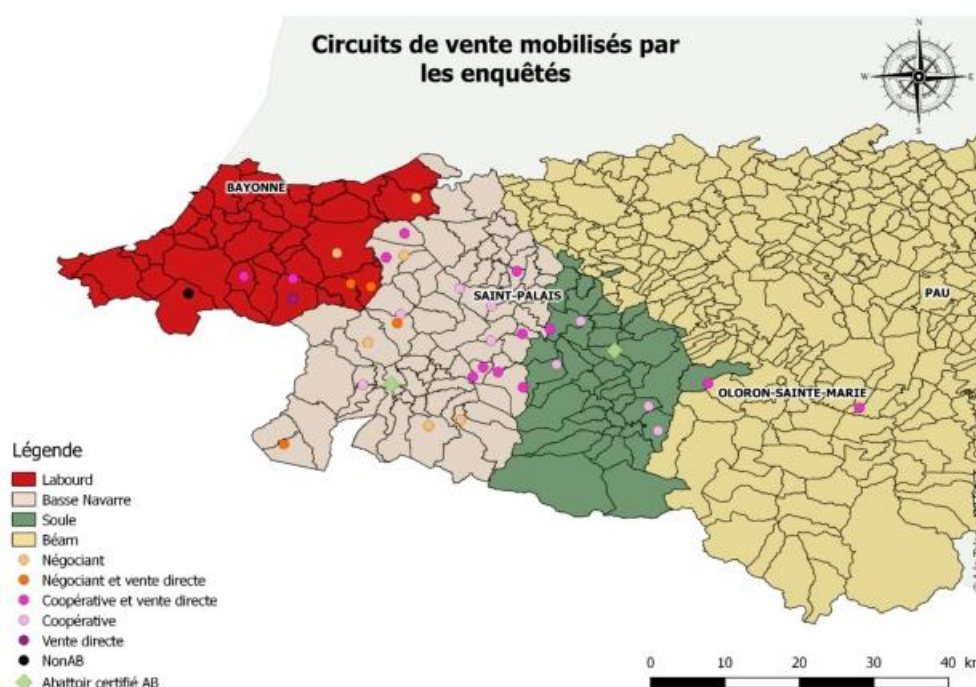 Circuits de vente mobilisés par
les enquêtés
N
W
E
S
BAYONNE
SAINT-PALAIS
PAU
OLORON-SAINTE-MARIE
Légende
Labourd
Basse Navarre
Soule
Béarn
Négociant
Négociant et vente directe
Coopérative et vente directe
Coopérative
Vente directe
NonAB
Abattoir certifié AB
0 10 20 30 40 km